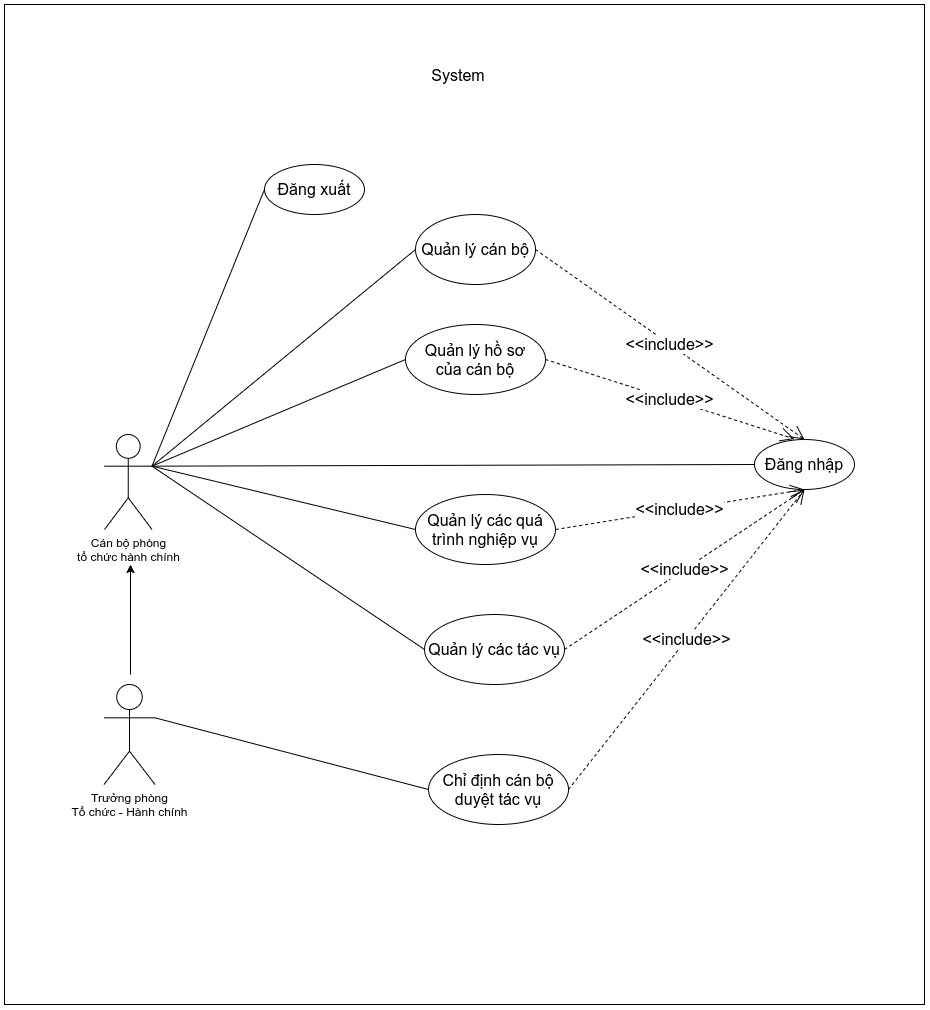 System
Đăng xuất
Quản lý cán bộ
<<include>>
Quản lý hồ sơ
của cán bộ
<<include>>
Đăng nhập
Cán bộ phòng
tổ chức hành chính
Quản lý các quá
trình nghiệp vụ
<<include>>
<<include>>
Quản lý các tác vụ
<<include>>
Chỉ định cán bộ
duyệt tác vụ
Trưởng phòng
Tổ chức - Hành chính